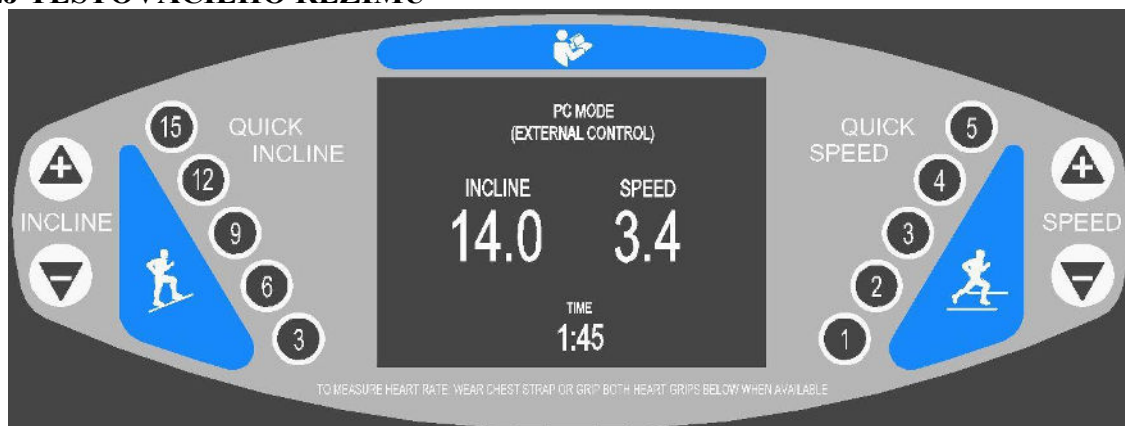 TESTOVACIEHO REŽIMU
PC MODE
(EXTERNAL CONTROL)
INCLINE
14.0
SPEED
3.4
TIME
1:45
INCLINE
QUICK
INCLINE
15
12
9
6
3
QUICK
SPEED
5
4
3
2
1
SPEED
TO MEASURE HEART RATE, WEAR CHEST STRAP OR GRIP BOTH HEART GRIPS BELOW WHEN AVAILABLE